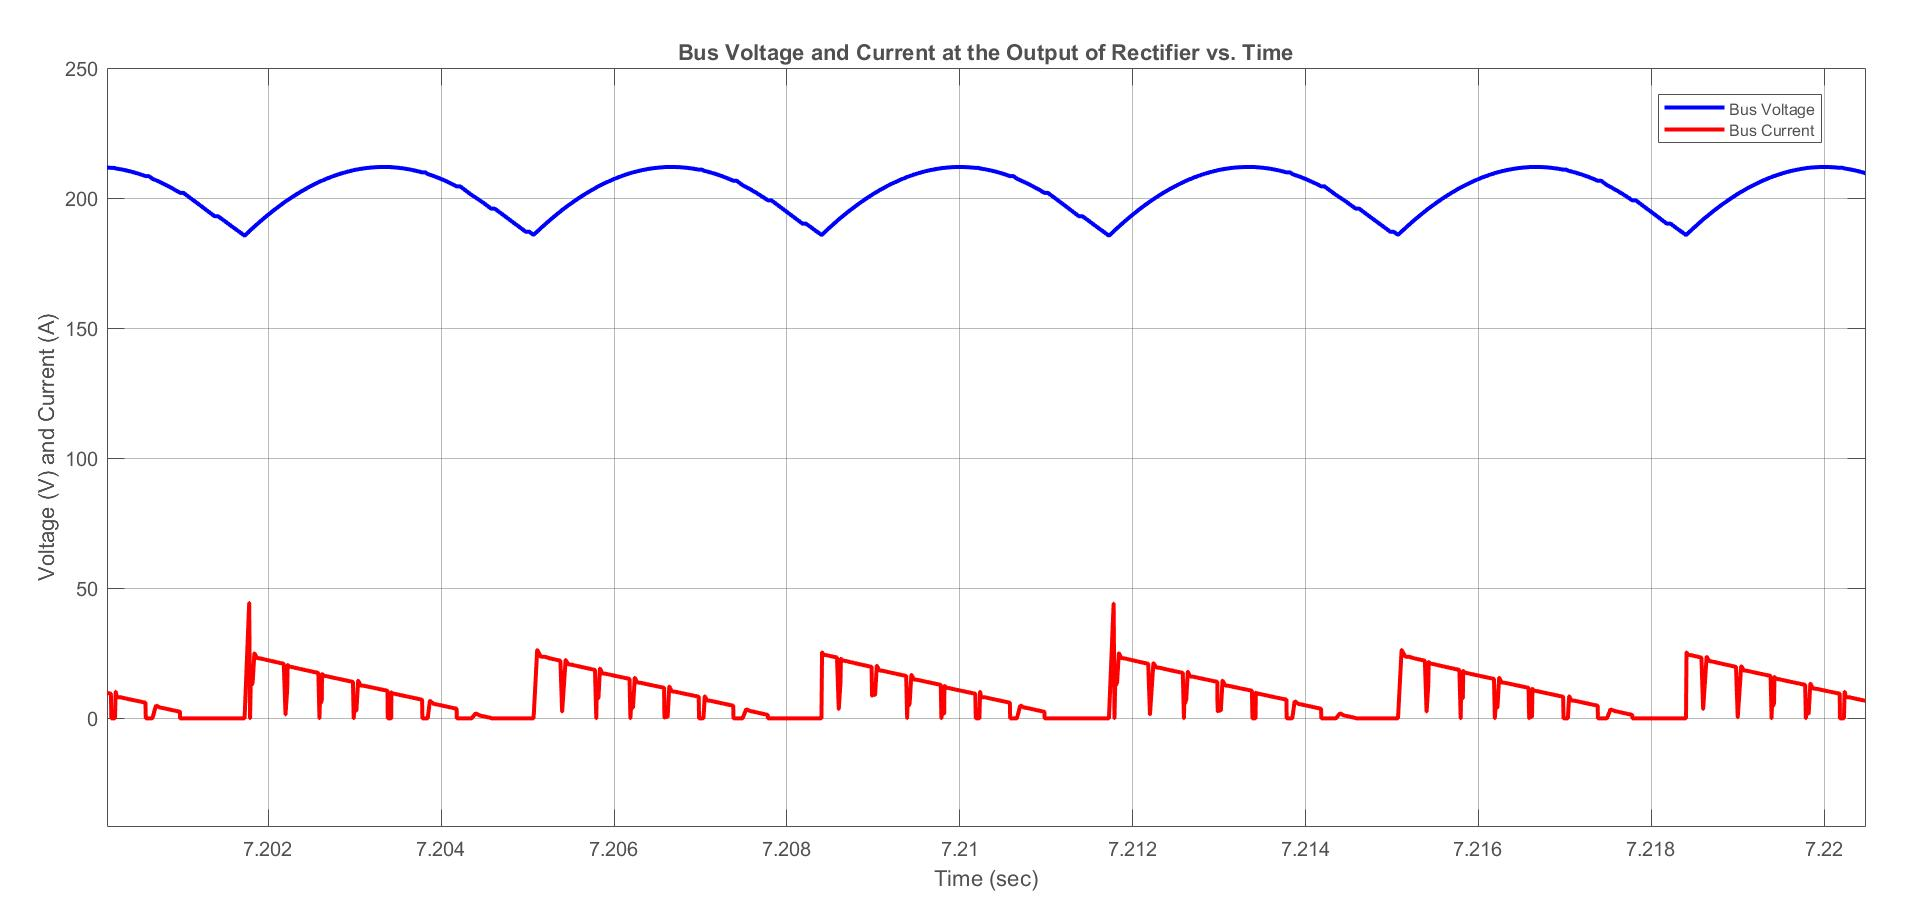 Bus Voltage and Current at the Output of Rectifier vs. Time
250
200
150
100
50
0
Voltage (V) and Current (A)
Bus Voltage
Bus Current
7.202 7.204 7.206 7.208 7.21 7.212 7.214 7.216 7.218 7.22
Time (sec)